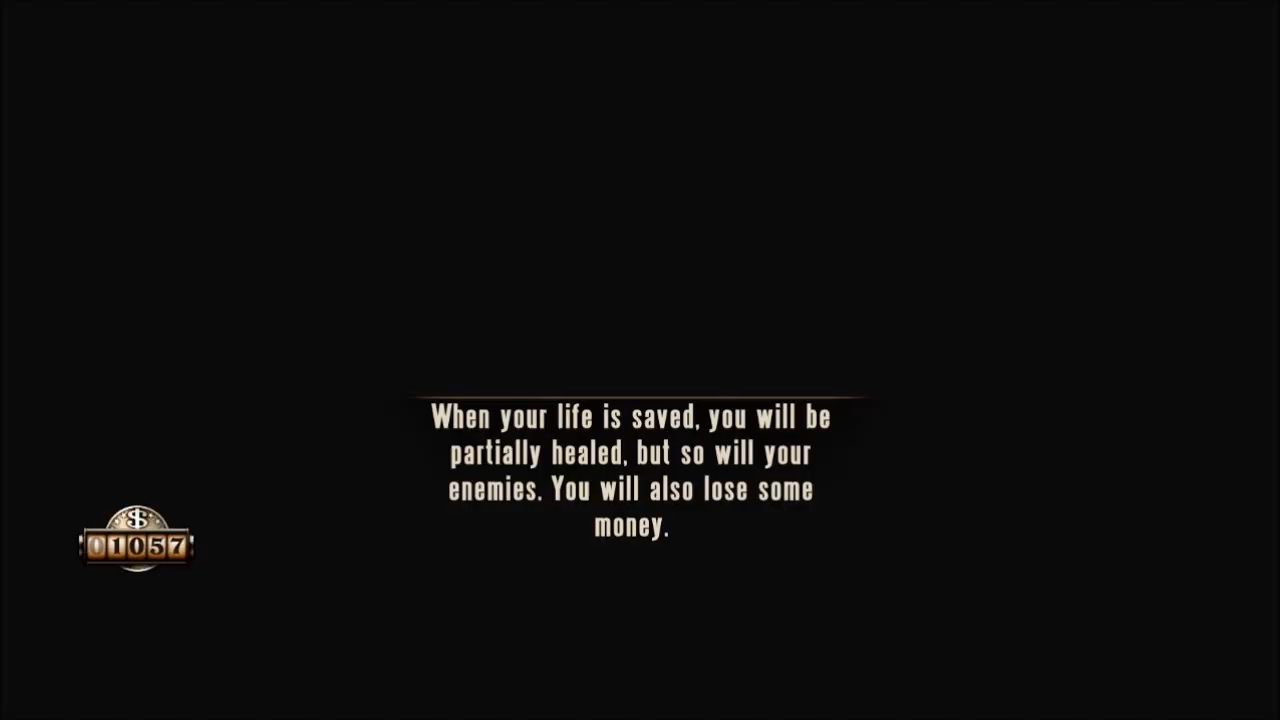 When your life is saved, you will be
partially healed, but so will your
enemies. You will also lose some
money.
$
01057